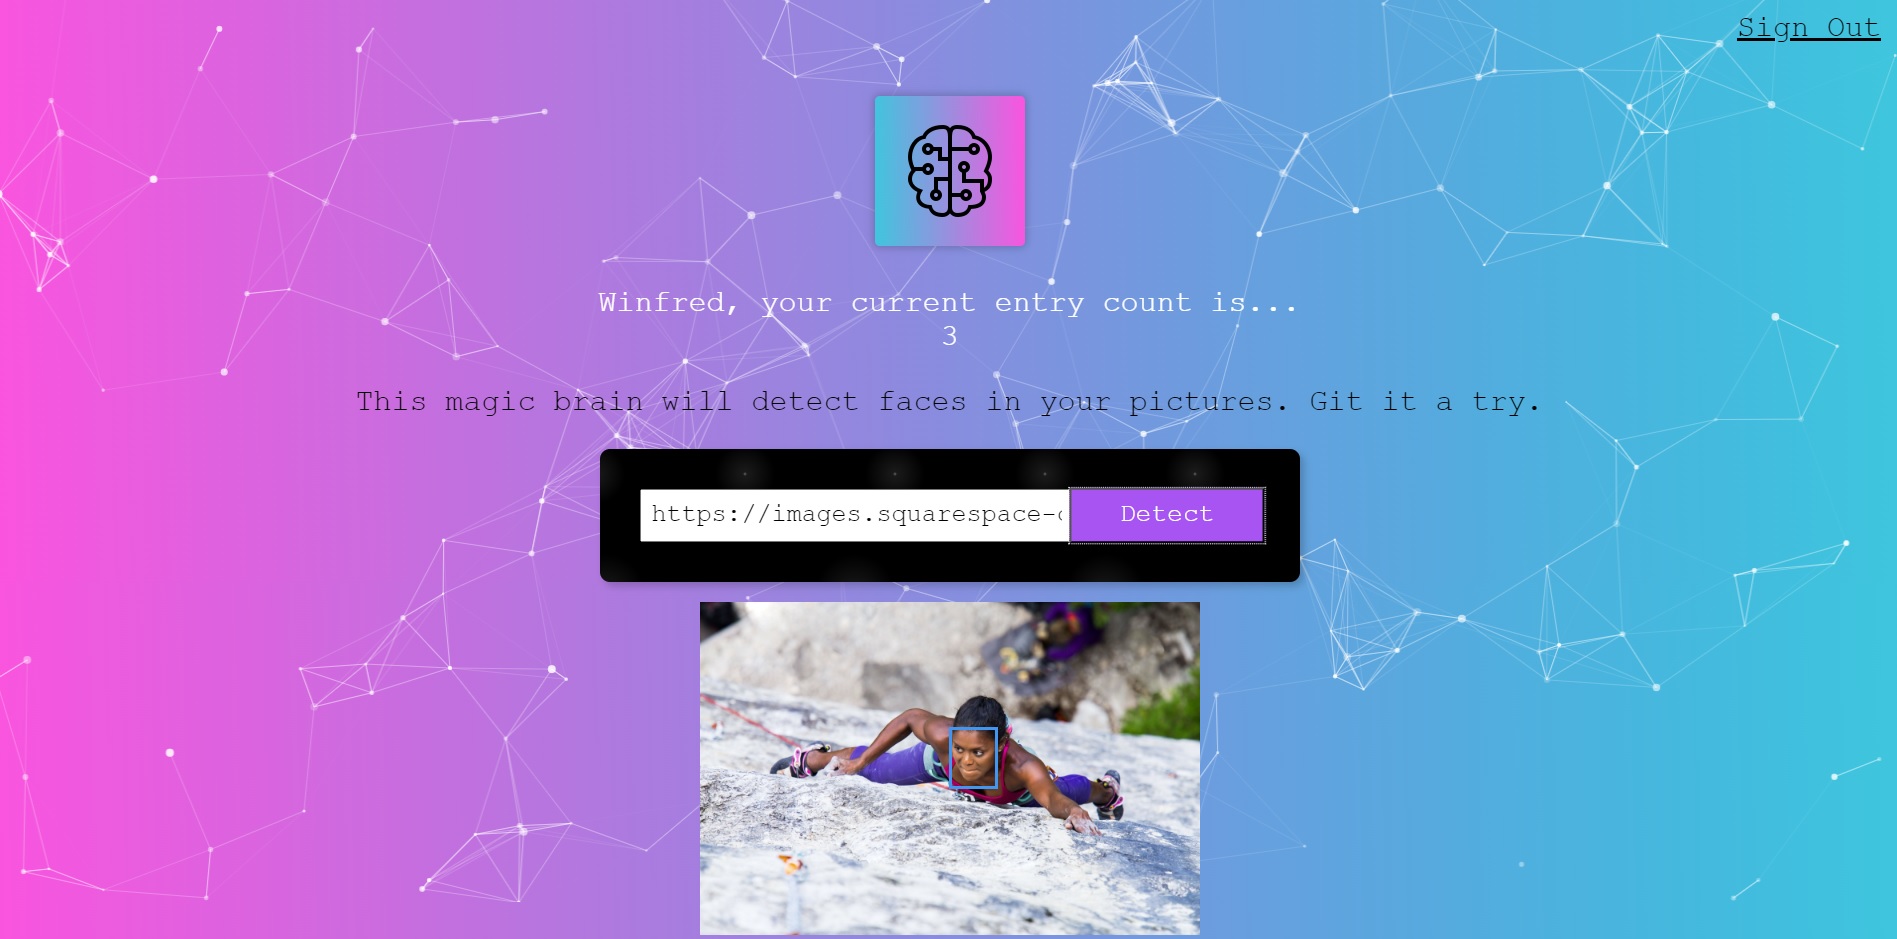 Sign Out
Winfred, your current entry count is...
3
This magic brain will detect faces in your pictures. Git it a try.
https://images.squarespace-c
Detect